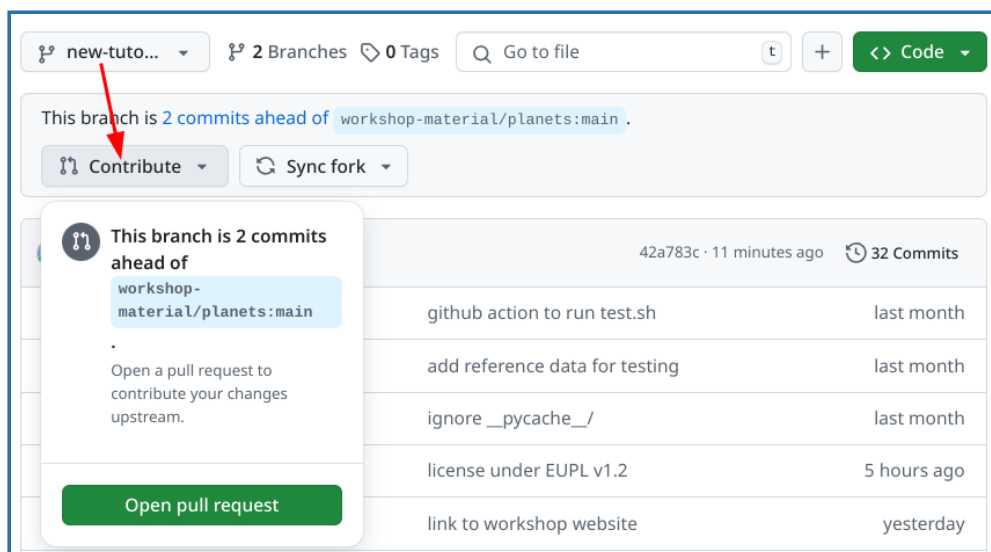 new-tuto... 2 Branches 0 Tags Go to file t + <> Code
This branch is 2 commits ahead of workshop-material/planets:main .
Contribute Sync fork
This branch is 2 commits
ahead of
workshop-
material/planets:main
.
Open a pull request to
contribute your changes
upstream.
Open pull request
42a783c · 11 minutes ago 32 Commits
github action to run test.sh last month
add reference data for testing last month
ignore __pycache__/ last month
license under EUPL v1.2 5 hours ago
link to workshop website yesterday